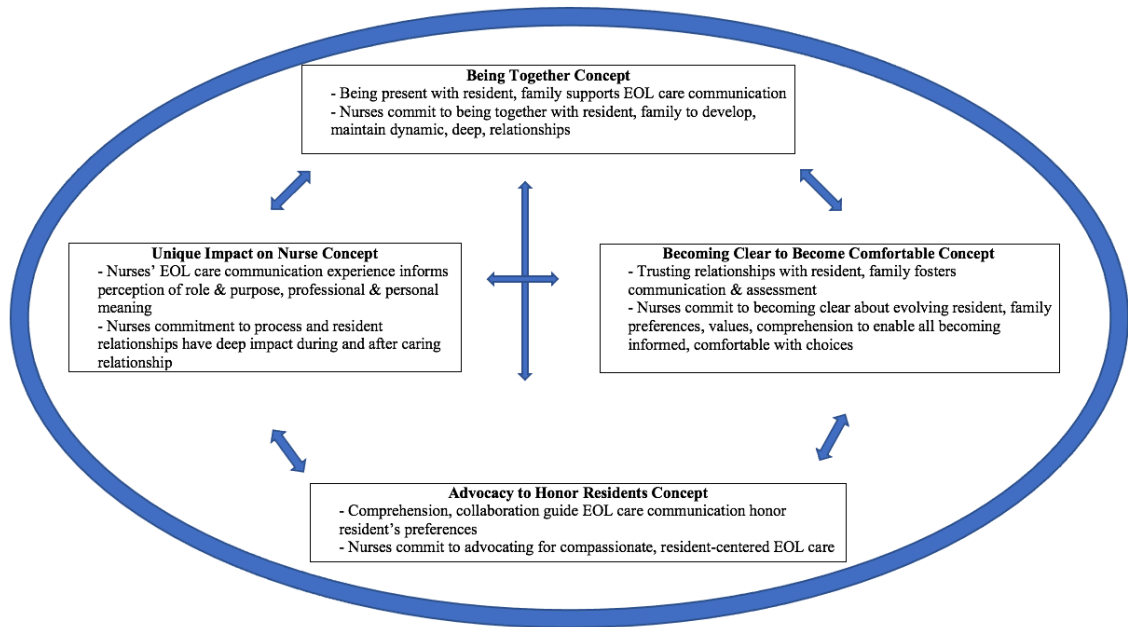 Being Together Concept
- Being present with resident, family supports EOL care communication
- Nurses commit to being together with resident, family to develop,
maintain dynamic, deep, relationships
Unique Impact on Nurse Concept
- Nurses' EOL care communication experience informs
perception of role & purpose, professional & personal
meaning
- Nurses commitment to process and resident
relationships have deep impact during and after caring
relationship
Becoming Clear to Become Comfortable Concept
- Trusting relationships with resident, family fosters
communication & assessment
- Nurses commit to becoming clear about evolving resident, family
preferences, values, comprehension to enable all becoming
informed, comfortable with choices
Advocacy to Honor Residents Concept
- Comprehension, collaboration guide EOL care communication honor
resident's preferences
- Nurses commit to advocating for compassionate, resident-centered EOL care